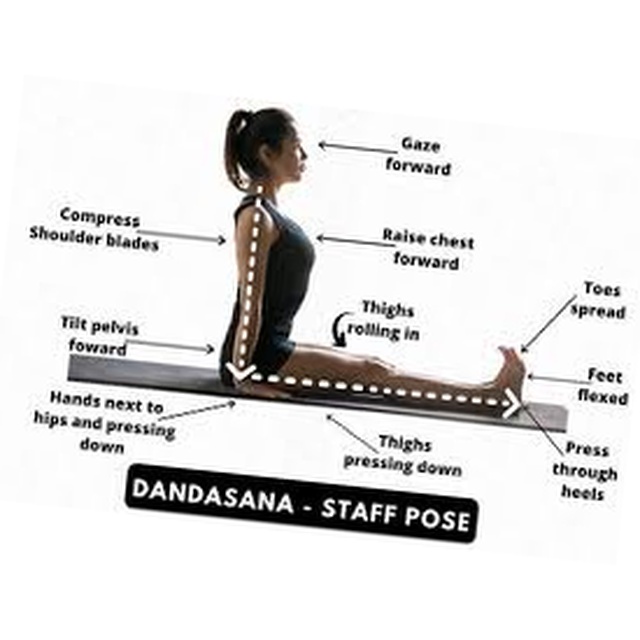 Gaze
forward
Compress
Shoulder blades
Raise chest
forward
Toes
spread
Thighs
rolling in
Tilt pelvis
foward
Feet
flexed
Hands next to
hips and pressing
down
Thighs
pressing down
Press
through
heels
DANDASANA - STAFF POSE